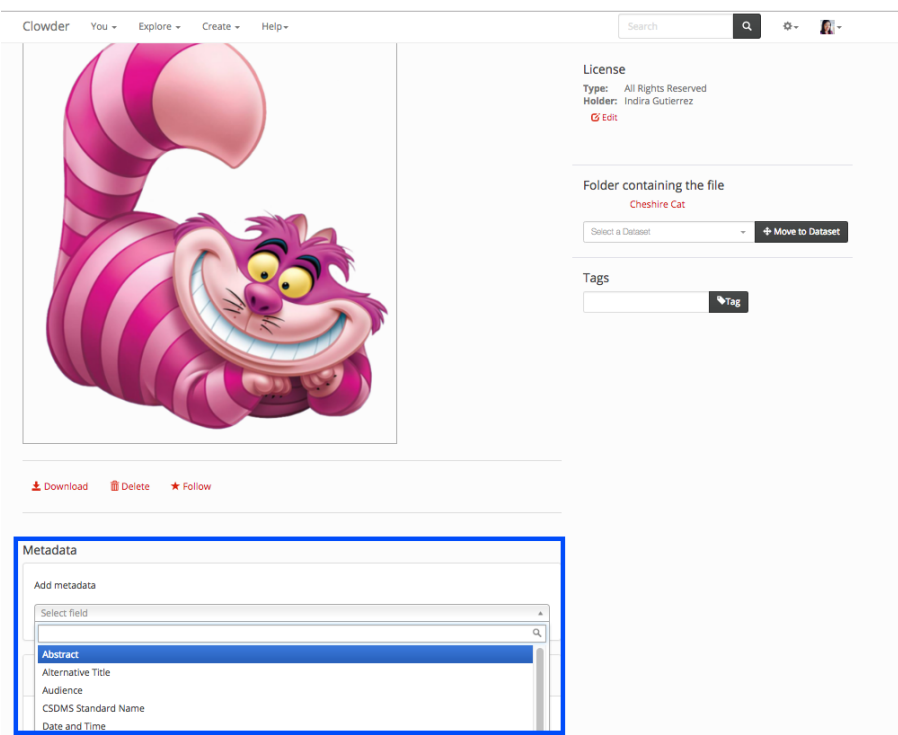 Clowder You Explore Create Help Search
License
Type: All Rights Reserved
Holder: Indira Gutierrez
Edit
Folder containing the file
Cheshire Cat
Select a Dataset Move to Dataset
Tags
Tag
Download Delete Follow
Metadata
Add metadata
Select field
Abstract
Alternative Title
Audience
CSDMS Standard Name
Date and Time